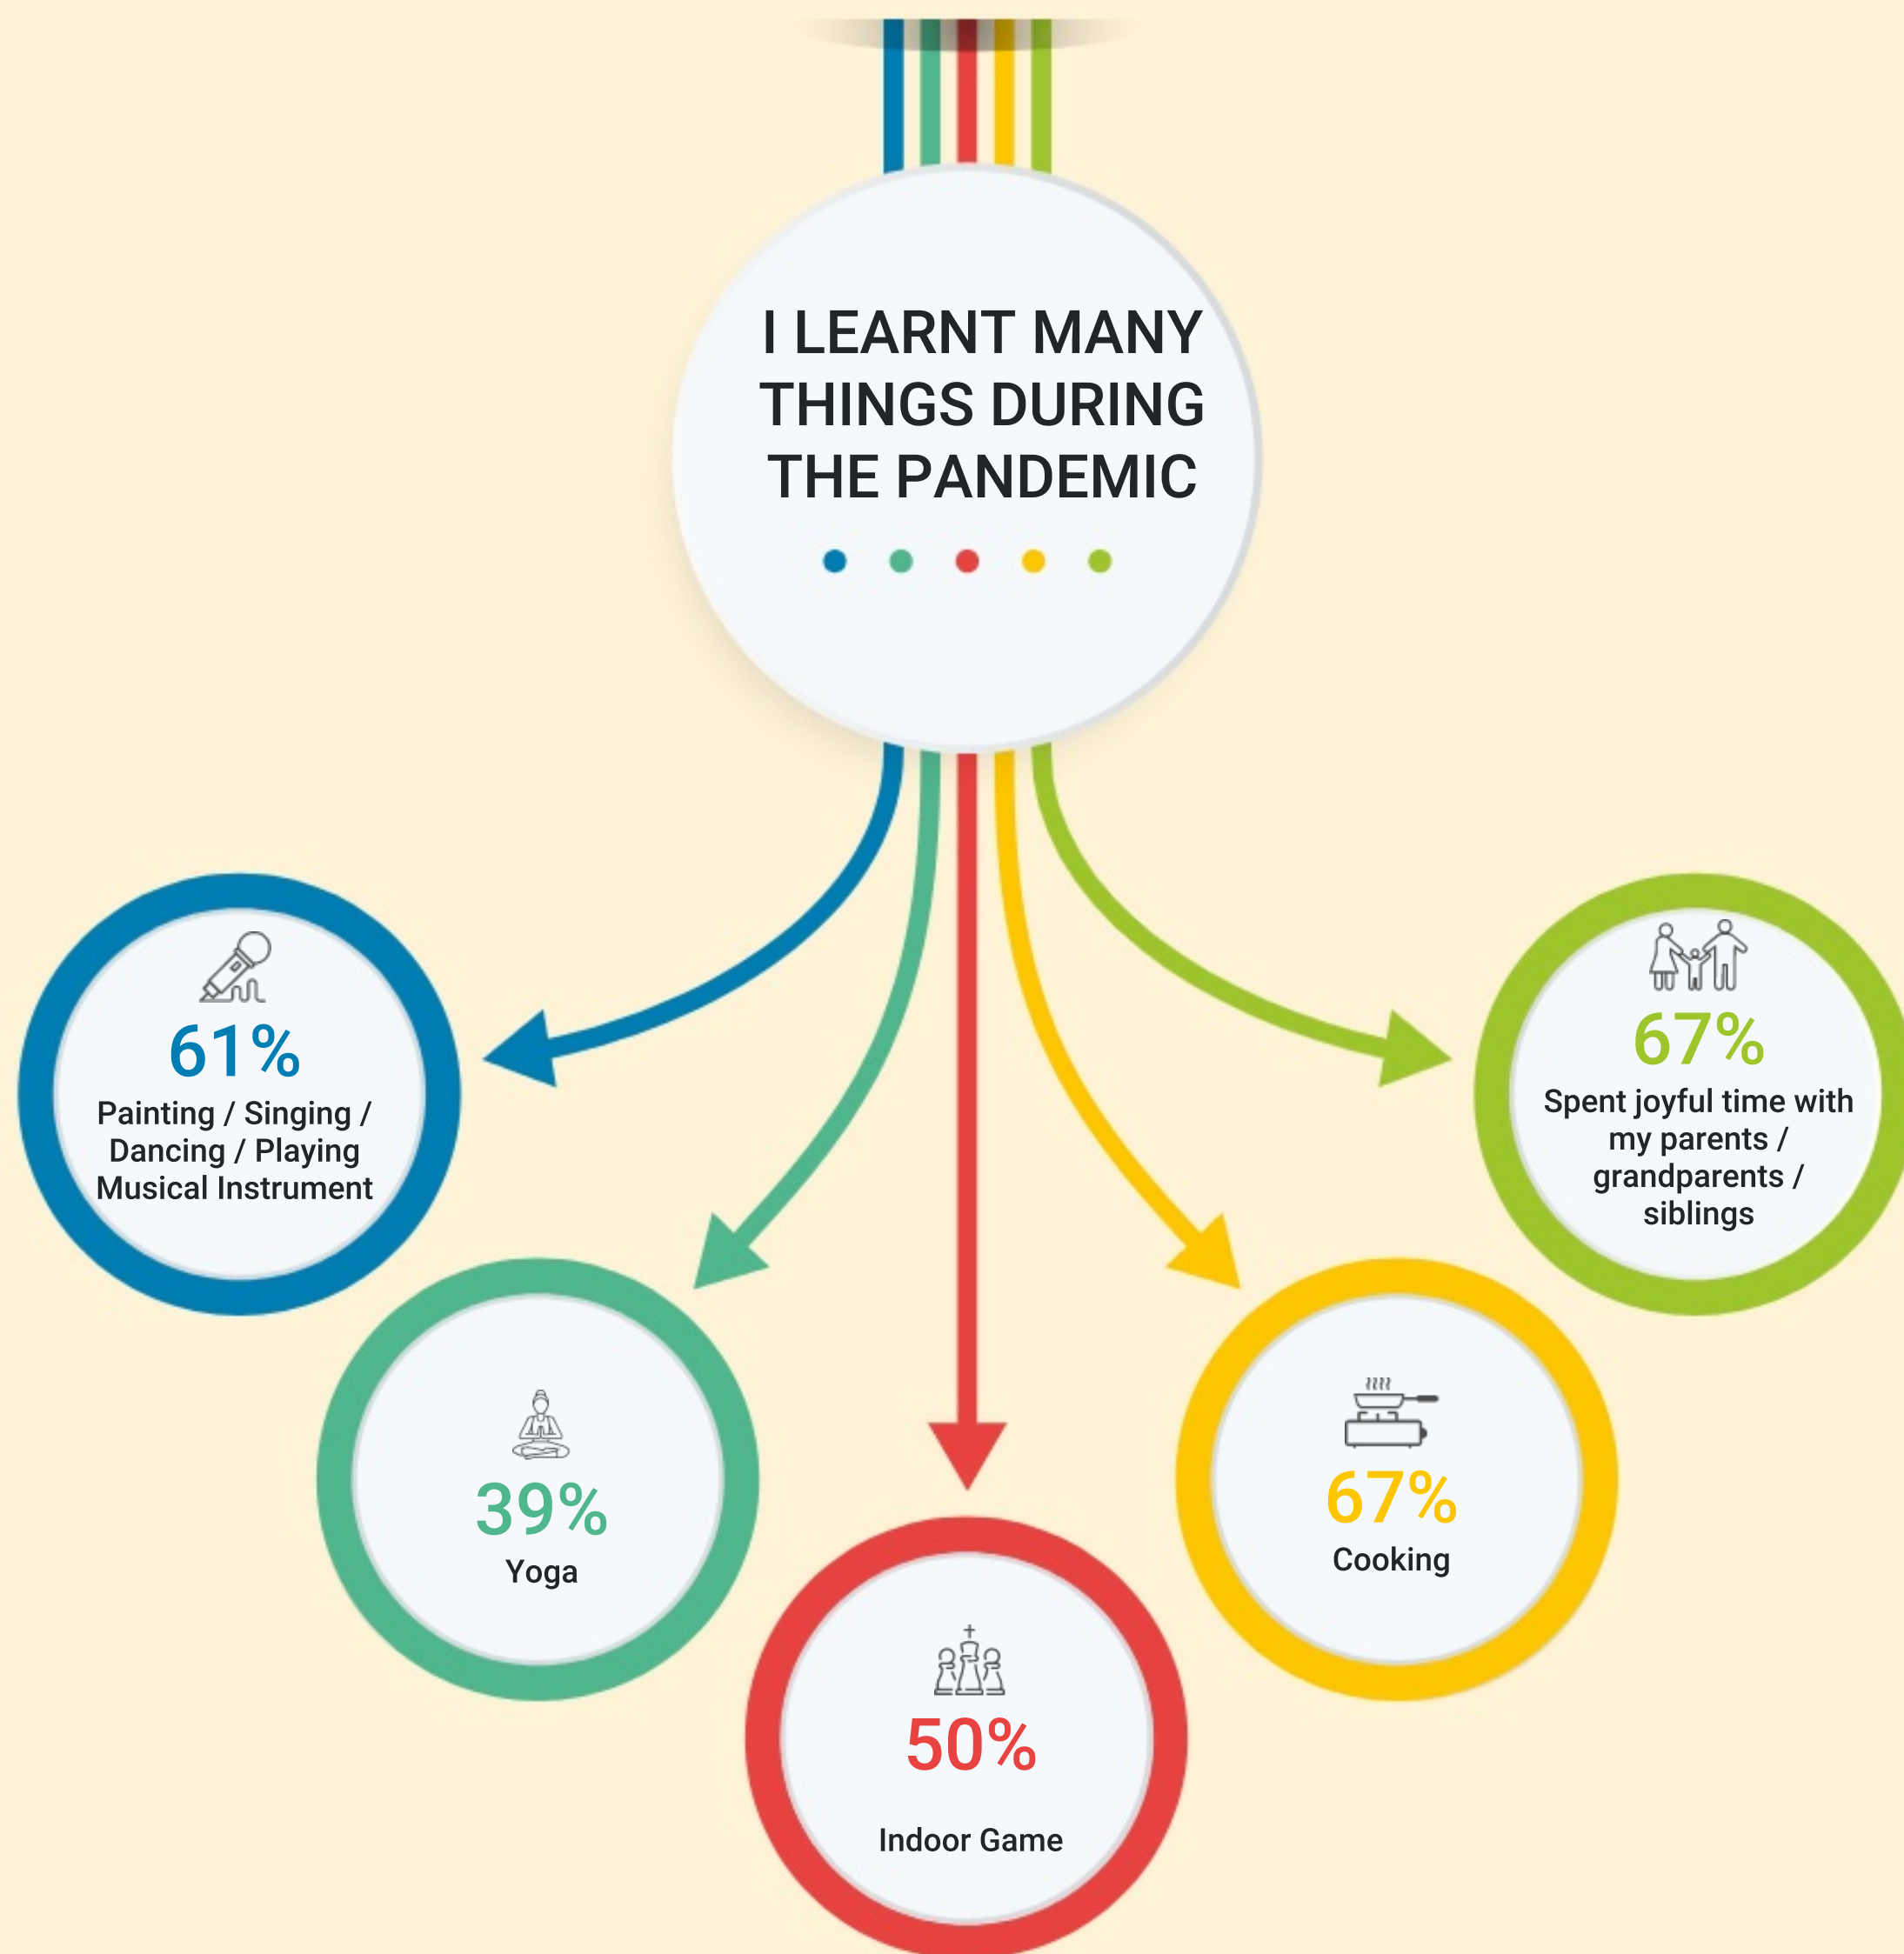 I LEARNT MANY
THINGS DURING
THE PANDEMIC
61%
Painting / Singing /
Dancing / Playing
Musical Instrument
39%
Yoga
50%
Indoor Game
67%
Cooking
67%
Spent joyful time with
my parents /
grandparents /
siblings